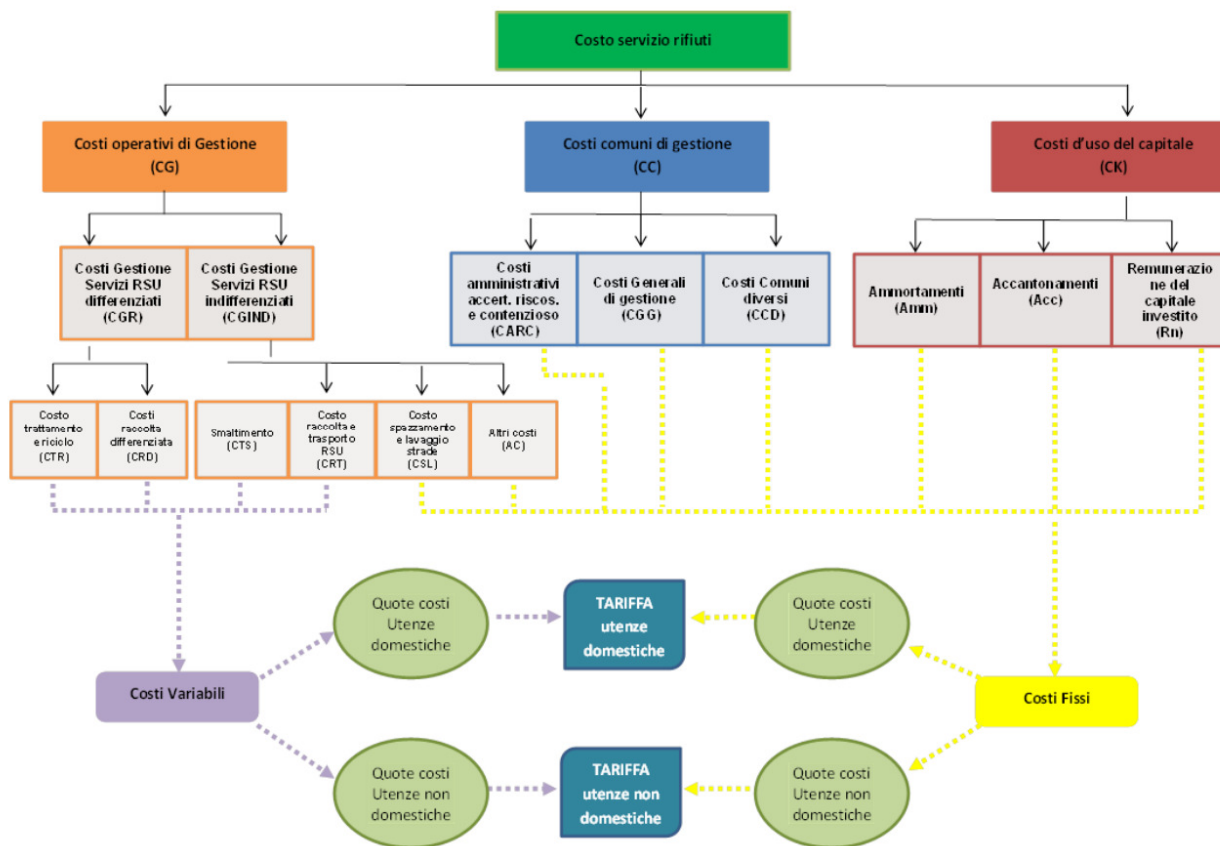 Costo servizio rifiuti
Costi operativi di Gestione
(CG)
Costi comuni di gestione
(CC)
Costi d'uso del capitale
(CK)
Costi Gestione
Servizi RSU
differenziati
(CGR)
Costi Gestione
Servizi RSU
indifferenziati
(CGIND)
Costi
amministrativi
accert. riscos.
e contenzioso
(CARC)
Costi Generali
di gestione
(CGG)
Costi Comuni
diversi
(CCD)
Ammortamenti
(Amm)
Accantonamenti
(Acc)
Remunerazio
ne del
capitale
investito
(Rn)
Costo
trattamento
e riciclo
(CTR)
Costi
raccolta
differenziata
(CRD)
Smaltimento
(CTS)
Costo
raccolta e
trasporto
RSU
(CRT)
Costo
spazzamento
e lavaggio
strade
(CSL)
Altri costi
(AC)
Quote costi
Utenze
domestiche
TARIFFA
utenze
domestiche
Quote costi
Utenze
domestiche
Costi Variabili
Costi Fissi
Quote costi
Utenze non
domestiche
TARIFFA
utenze non
domestiche
Quote costi
Utenze non
domestiche